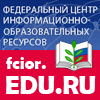 ФЕДЕРАЛЬНЫЙ ЦЕНТР
ИНФОРМАЦИОННО-
ОБРАЗОВАТЕЛЬНЫХ
РЕСУРСОВ
fcior.
EDU.RU